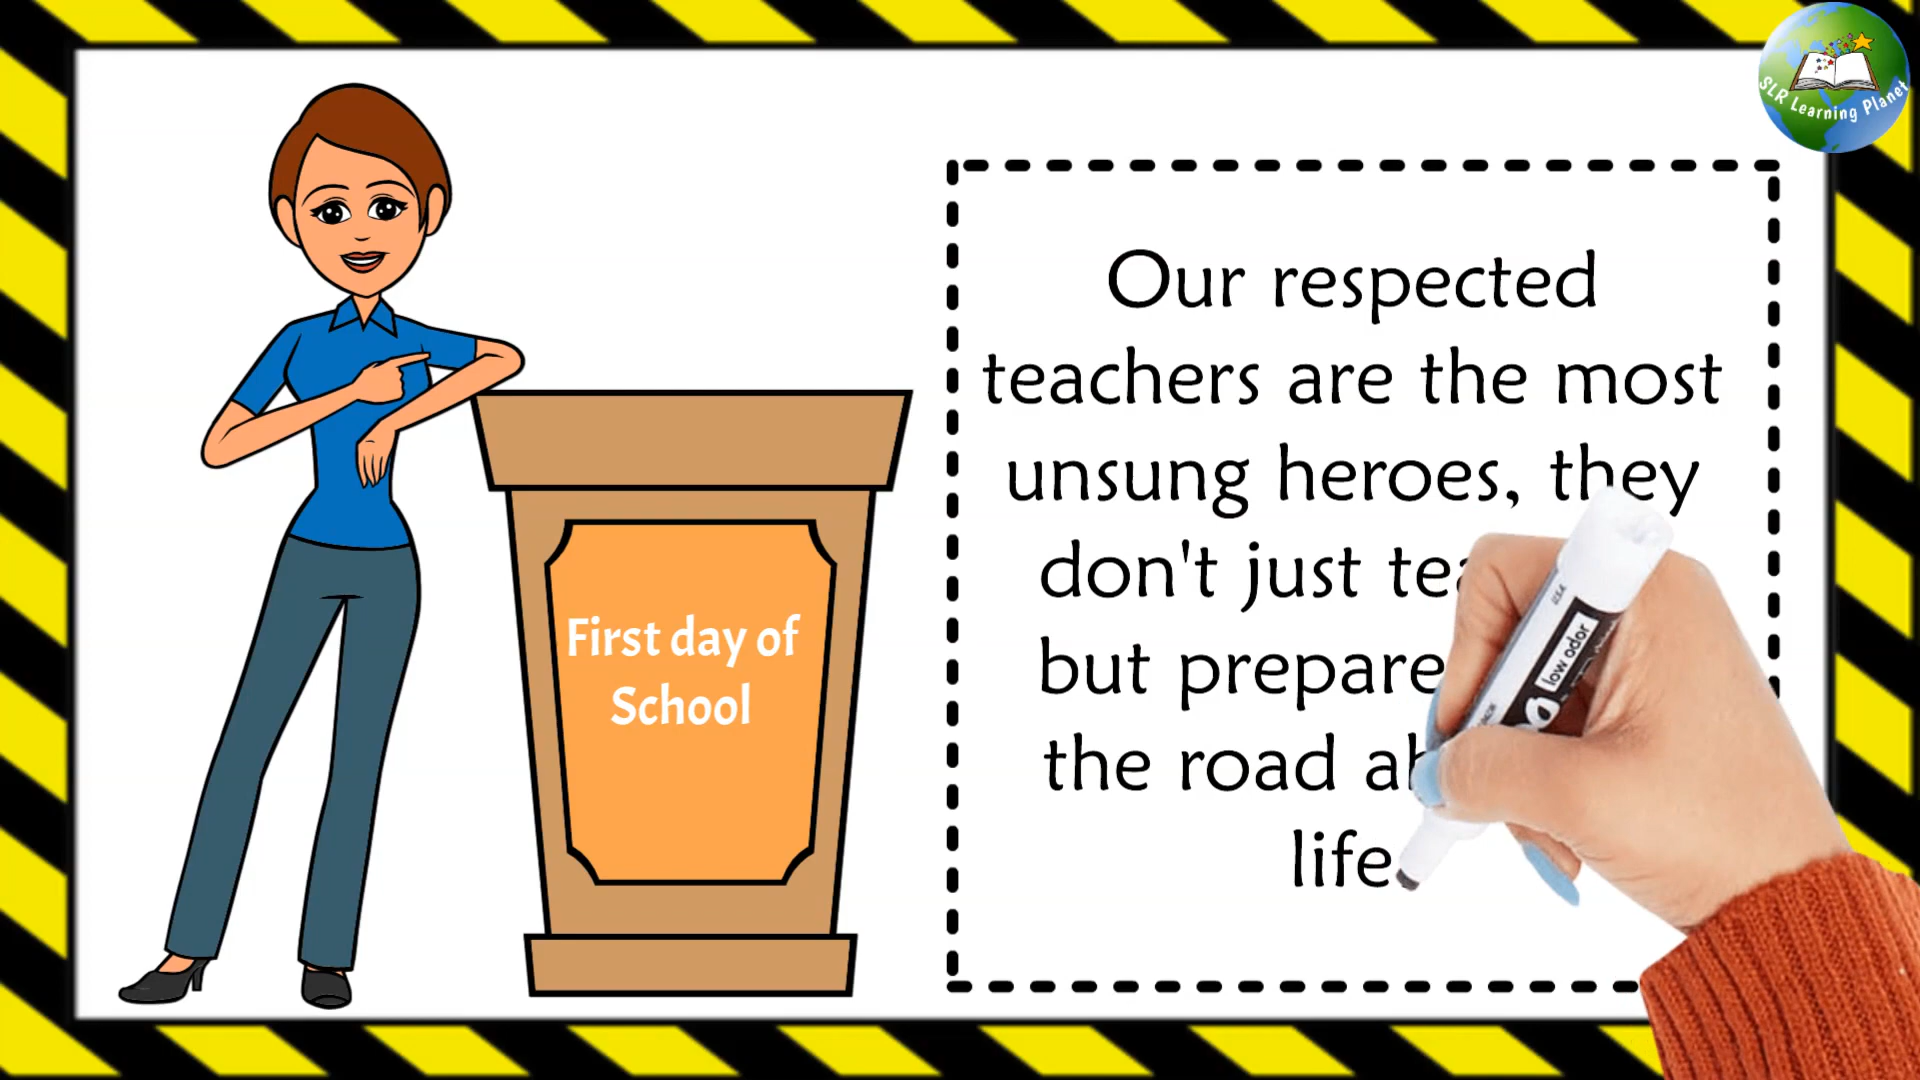 SLR Learning Planet
Our respected
teachers are the most
unsung heroes, they
don't just
but prepare
the road
life.
First day of
School
low odor
USA